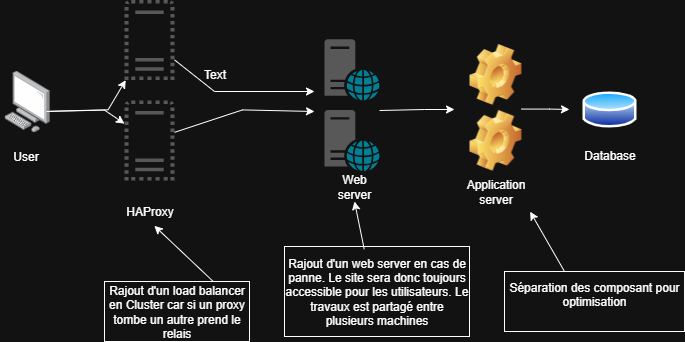 Text
User
Web
server
Application
server
Database
HAProxy
Rajout d'un load balancer
en Cluster car si un proxy
tombe un autre prend le
relais
Rajout d'un web server en cas de
panne. Le site sera donc toujours
accessible pour les utilisateurs. Le
travaux est partagé entre
plusieurs machines
Séparation des composant pour
optimisation